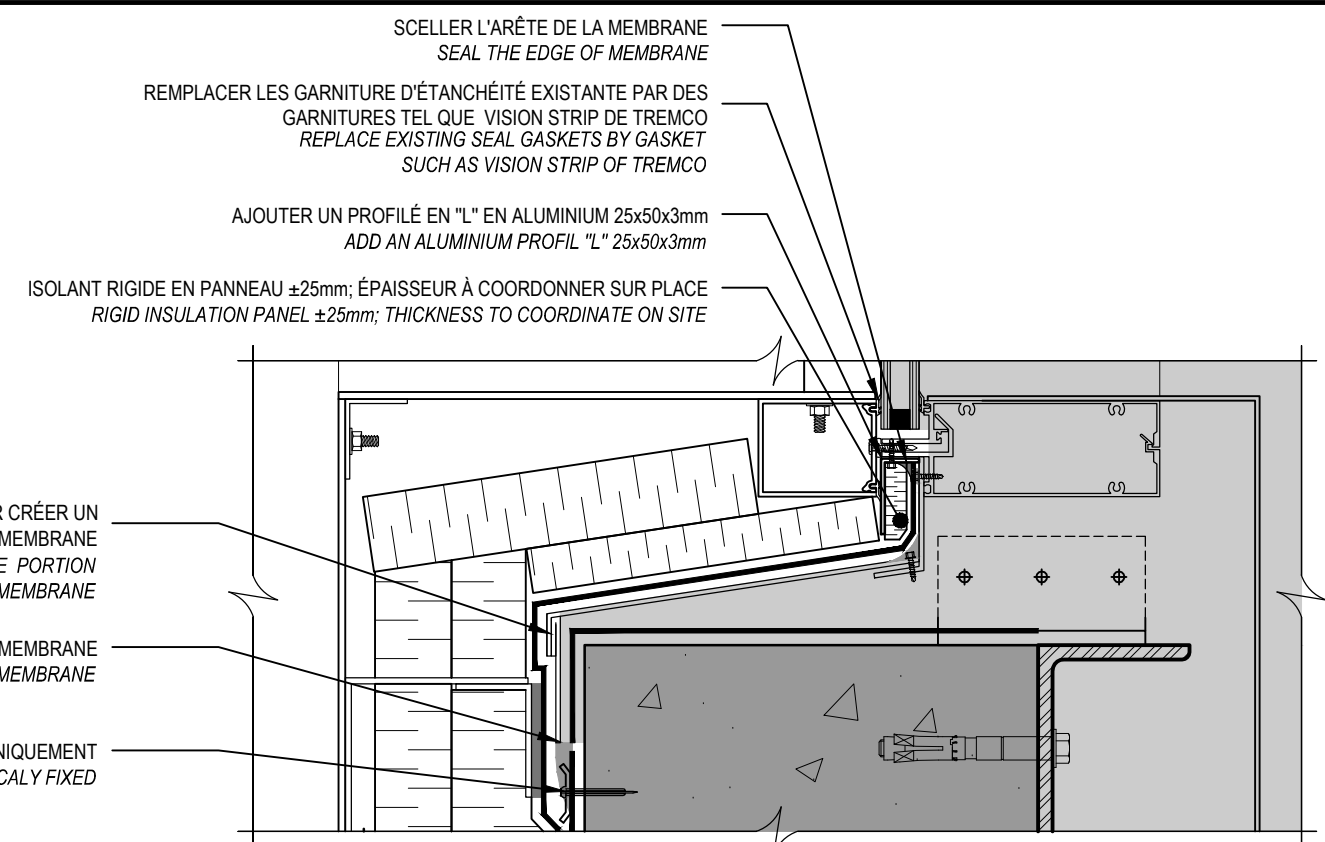 SCELLER L'ARÊTE DE LA MEMBRANE
SEAL THE EDGE OF MEMBRANE
REMPLACER LES GARNITURE D'ÉTANCHÉITÉ EXISTANTE PAR DES
GARNITURES TEL QUE VISION STRIP DE TREMCO
REPLACE EXISTING SEAL GASKETS BY GASKET
SUCH AS VISION STRIP OF TREMCO
AJOUTER UN PROFILÉ EN "L" EN ALUMINIUM 25x50x3mm
ADD AN ALUMINIUM PROFIL "L" 25x50x3mm
ISOLANT RIGIDE EN PANNEAU ±25mm; ÉPAISSEUR À COORDONNER SUR PLACE
RIGID INSULATION PANEL ±25mm; THICKNESS TO COORDINATE ON SITE
R CRÉER UN
MEMBRANE
E PORTION
MEMBRANE
MEMBRANE
MEMBRANE
NIQUEMENT
CALY FIXED